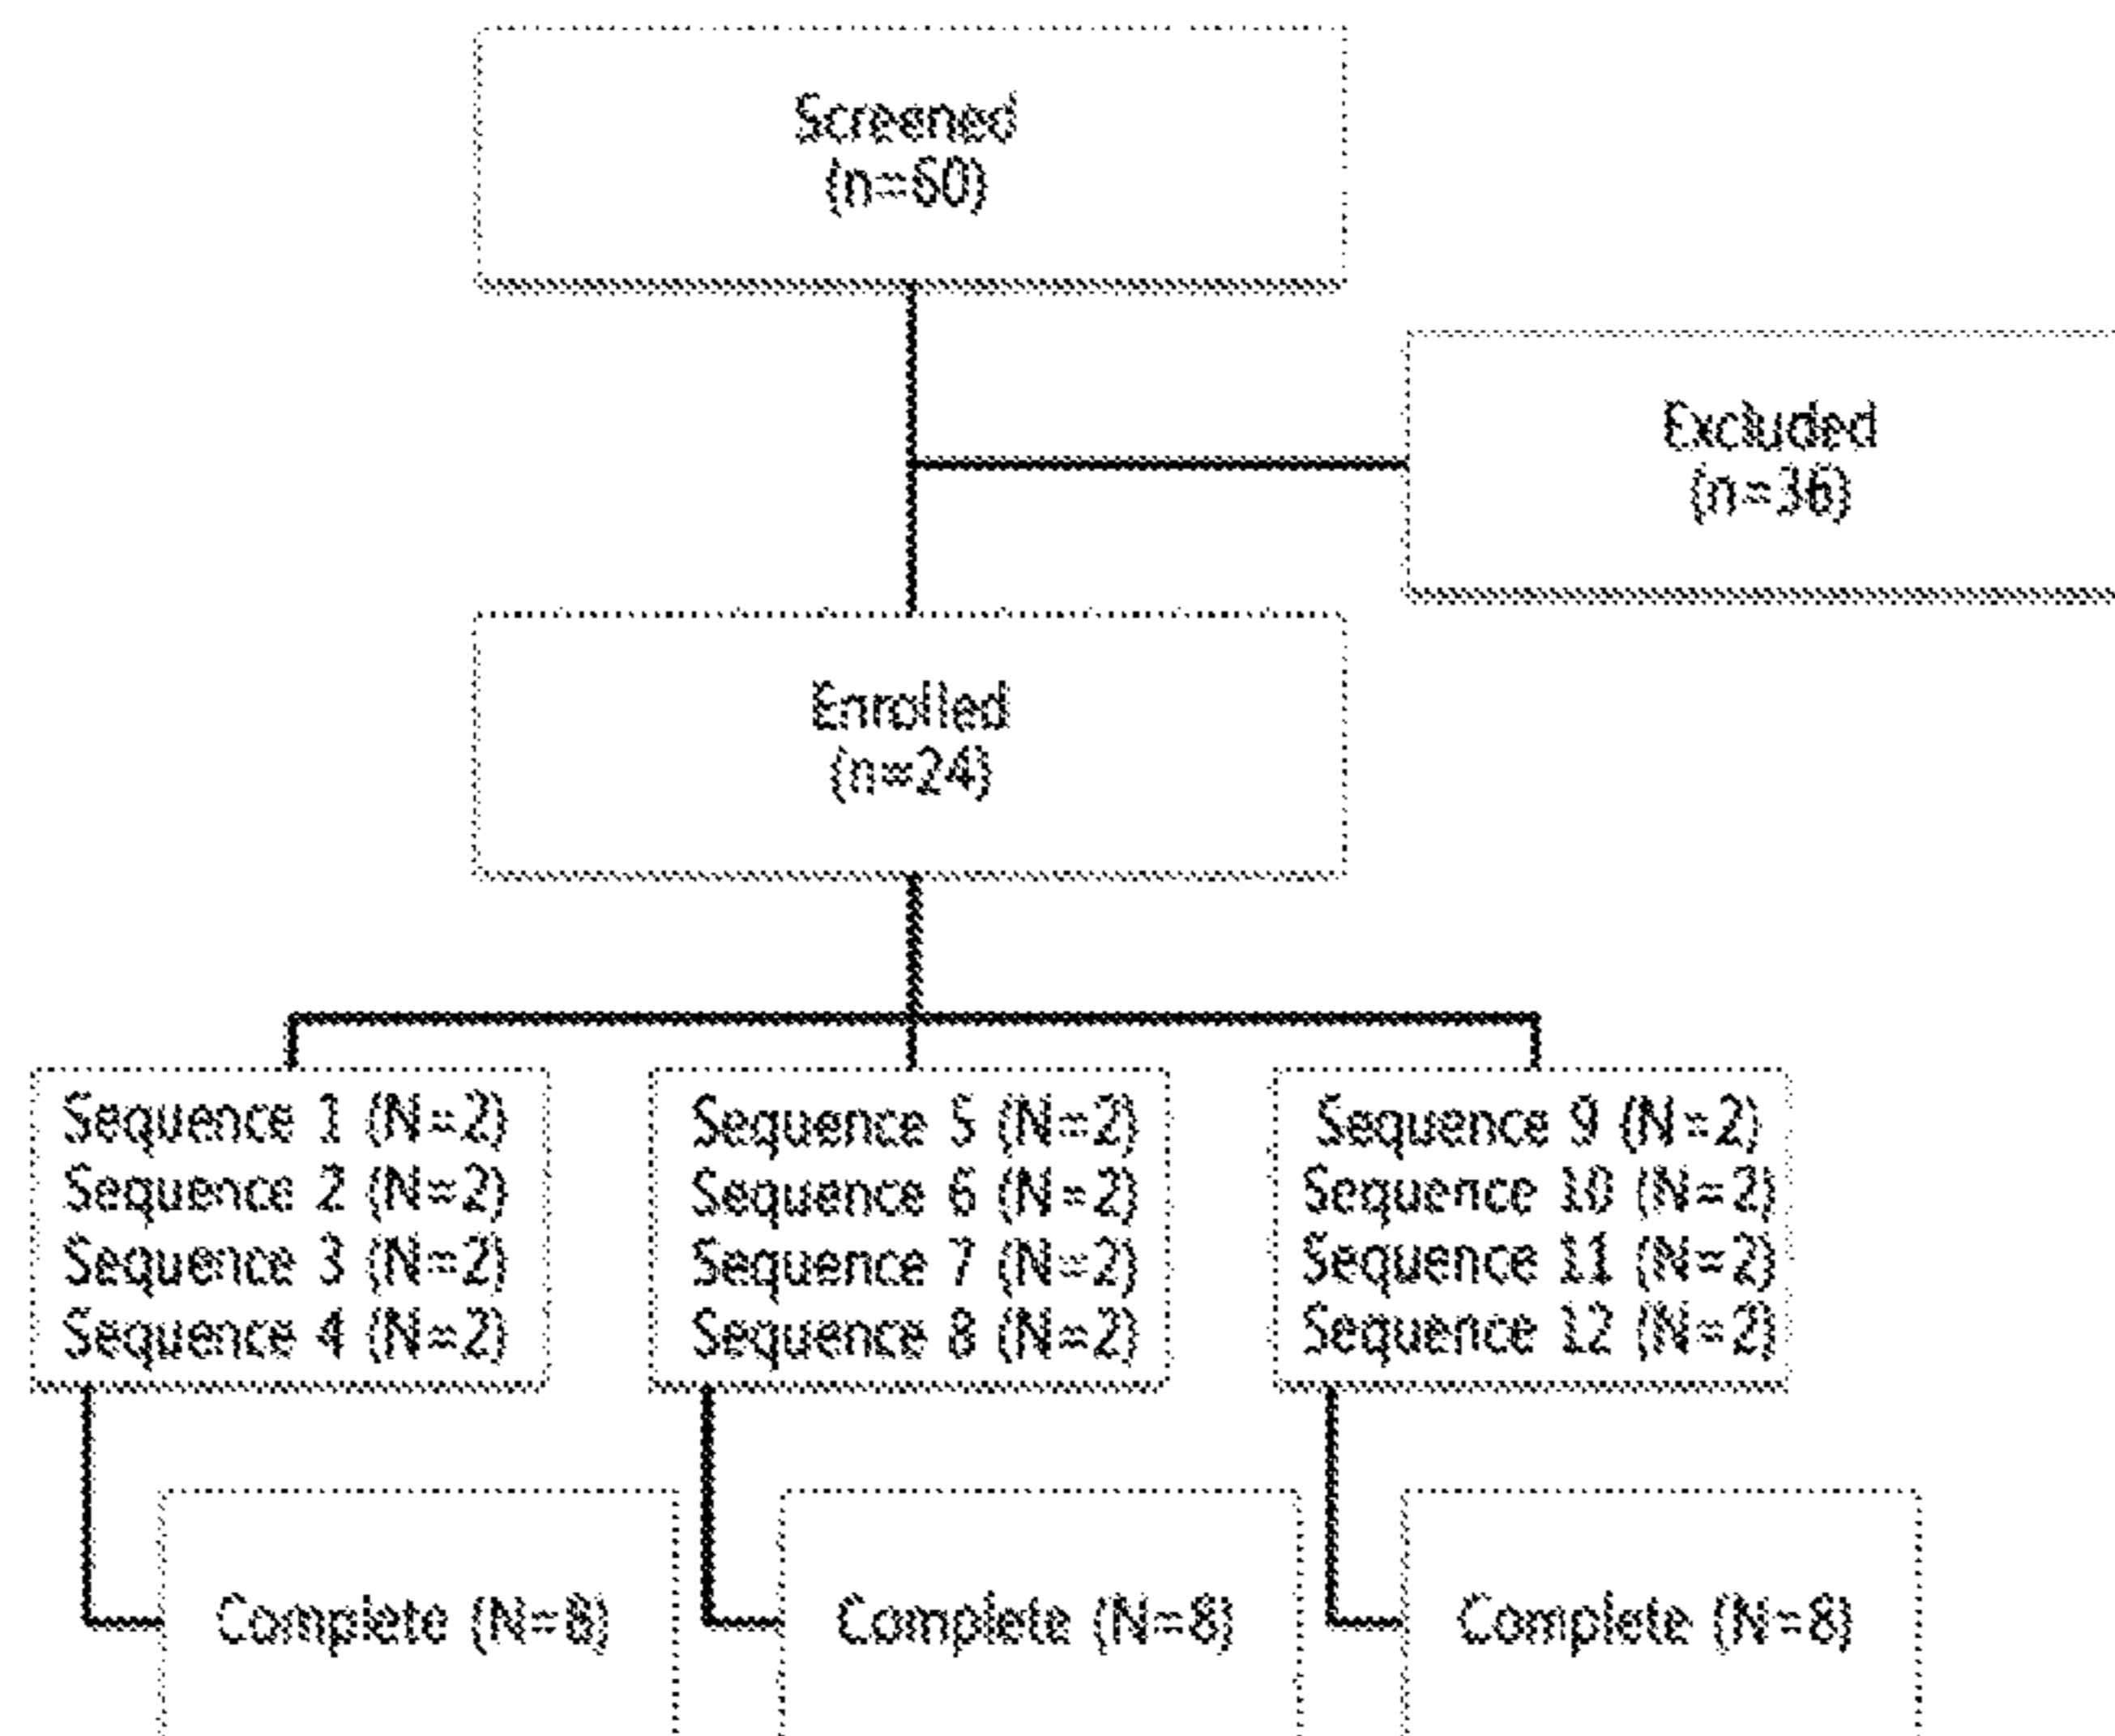 Screened
(n=60)
Excluded
(n=36)
Enrolled
(n=24)
Sequence 1 (N=2)
Sequence 2 (N=2)
Sequence 3 (N=2)
Sequence 4 (N=2)
Sequence 5 (N=2)
Sequence 6 (N=2)
Sequence 7 (N=2)
Sequence 8 (N=2)
Sequence 9 (N=2)
Sequence 10 (N=2)
Sequence 11 (N=2)
Sequence 12 (N=2)
Complete (N=8)
Complete (N=8)
Complete (N=8)